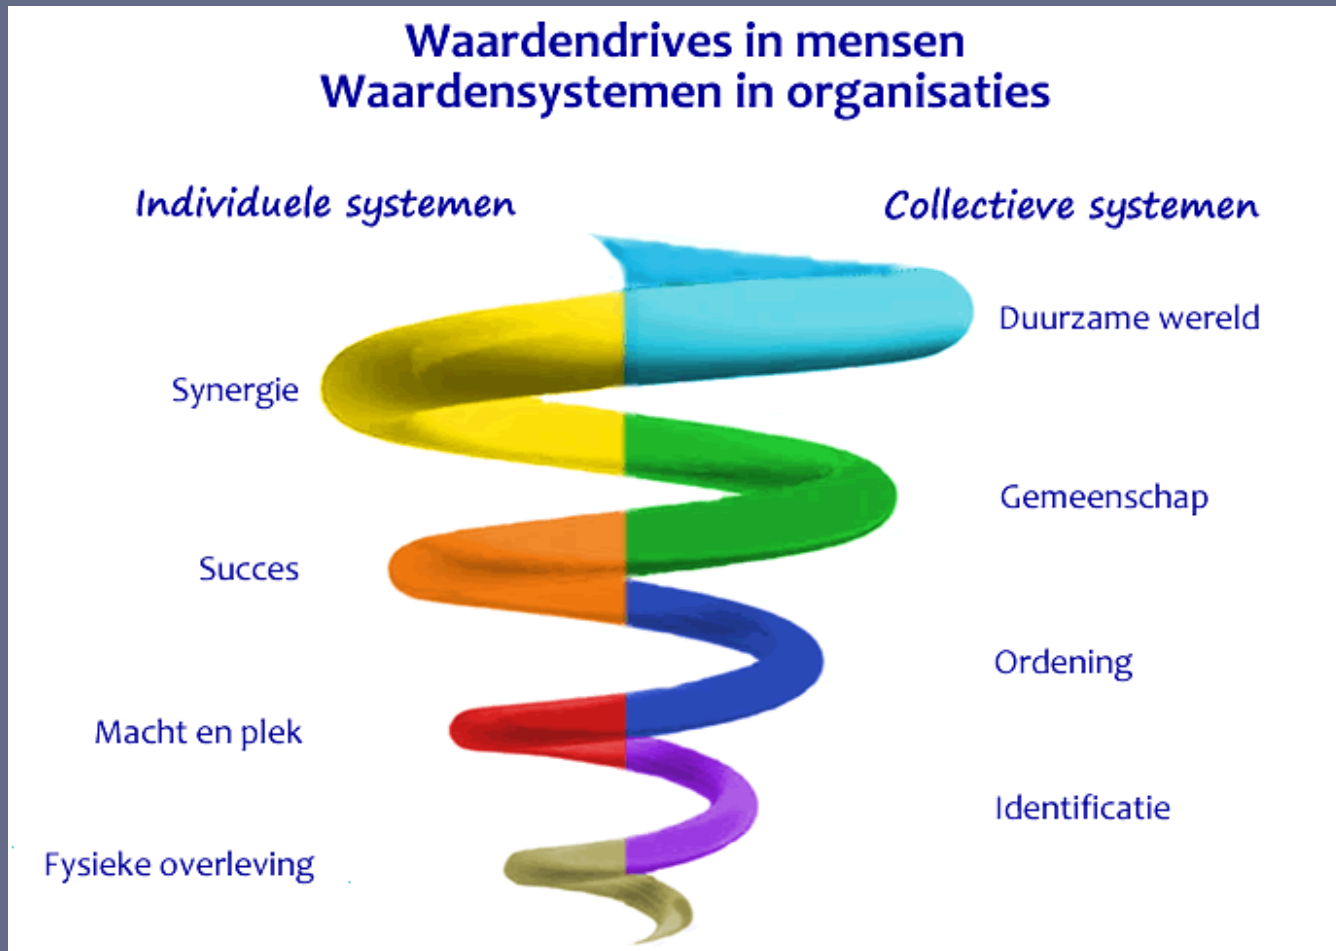 Waardendrives in mensen
Waardensystemen in organisaties
Individuele systemen
Collectieve systemen
Duurzame wereld
Synergie
Gemeenschap
Succes
Ordening
Macht en plek
Identificatie
Fysieke overleving